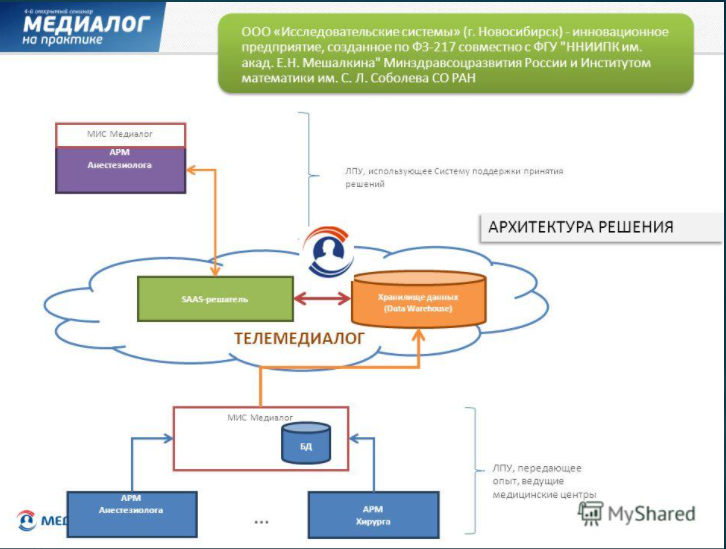 4-й открытый семинар
МЕДИАЛОГ
на практике
ООО «Исследовательские системы» (г. Новосибирск) - инновационное
предприятие, созданное по ФЗ-217 совместно с ФГУ "ННИИПК им.
акад. Е.Н. Мешалкина" Минздравсоцразвития России и Институтом
математики им. С. Л. Соболева СО РАН
МИС Медиалог
АРМ
Анестезиолога
ЛПУ, использующее Систему поддержки принятия
решений
АРХИТЕКТУРА РЕШЕНИЯ
SAAS-решатель
Хранилище данных
(Data Warehouse)
ТЕЛЕМЕДИАЛОГ
МИС Медиалог
БД
ЛПУ, передающее
опыт, ведущие
медицинские центры
АРМ
Анестезиолога
...
АРМ
Хирурга
МЕД
MyShared